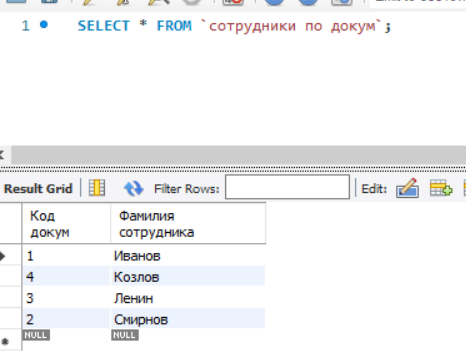 1 SELECT * FROM `сотрудники по докум`;
Result Grid Filter Rows: Edit:
Код докум Фамилия сотрудника
1 Иванов
4 Козлов
3 Ленин
2 Смирнов
NULL NULL